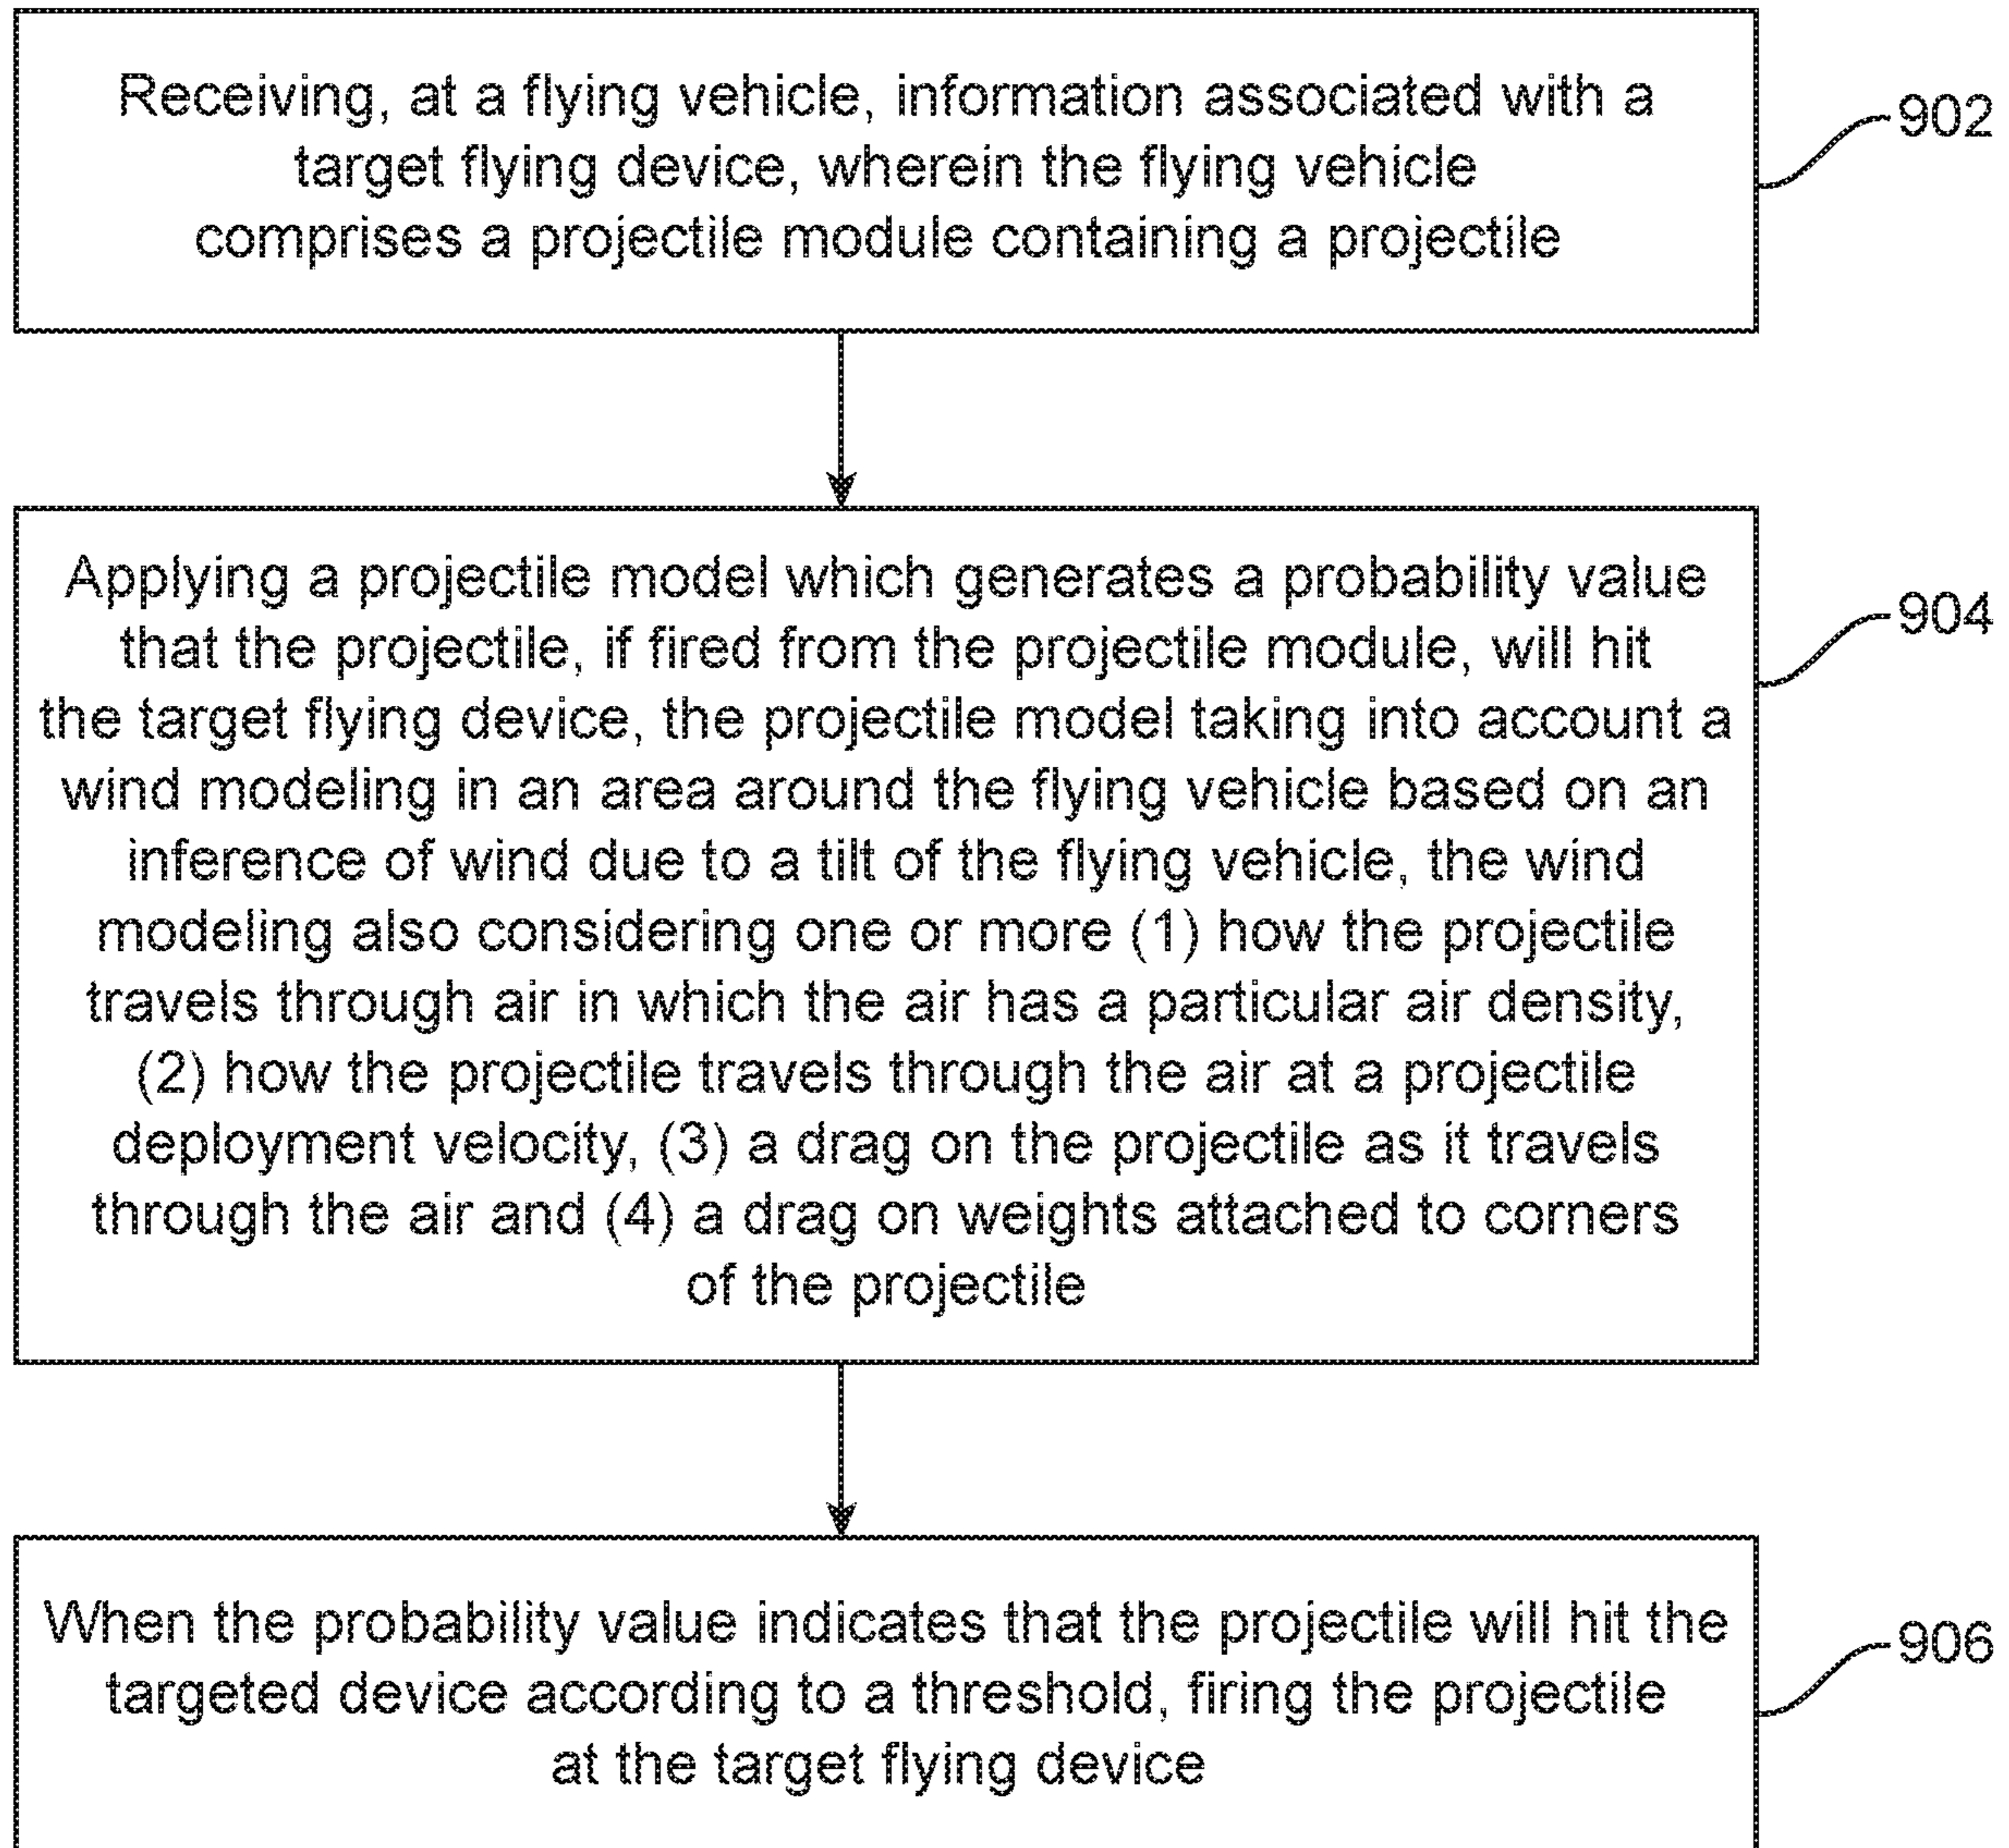 Receiving, at a flying vehicle, information associated with a
target flying device, wherein the flying vehicle
comprises a projectile module containing a projectile
902
Applying a projectile model which generates a probability value
that the projectile, if fired from the projectile module, will hit
the target flying device, the projectile model taking into account a
wind modeling in an area around the flying vehicle based on an
inference of wind due to a tilt of the flying vehicle, the wind
modeling also considering one or more (1) how the projectile
travels through air in which the air has a particular air density,
(2) how the projectile travels through the air at a projectile
deployment velocity, (3) a drag on the projectile as it travels
through the air and (4) a drag on weights attached to corners
of the projectile
904
When the probability value indicates that the projectile will hit the
targeted device according to a threshold, firing the projectile
at the target flying device
906